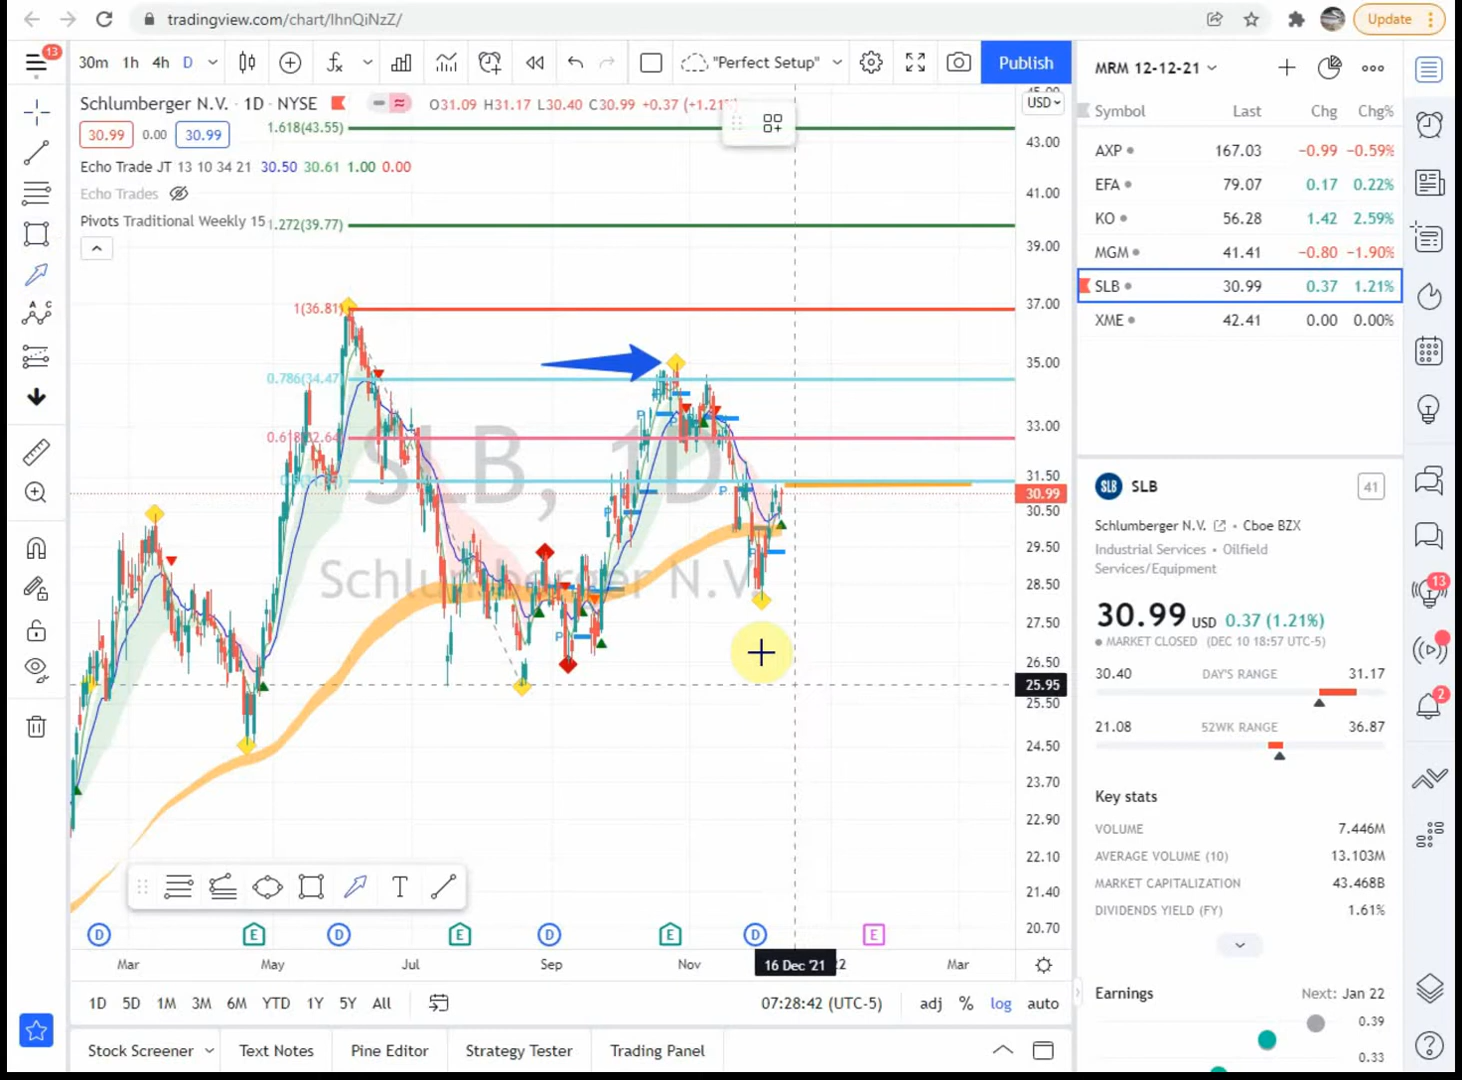 tradingview.com/chart/lhnQiNzZ/
Update
13
30m 1h 4h D
"Perfect Setup"
Publish
MRM 12-12-21
Schlumberger N.V. · 1D · NYSE
O31.09 H31.17 L30.40 C30.99 +0.37 (+1.21%)
USD
30.99 0.00 30.99
Echo Trade JT 13 10 34 21 30.50 30.61 1.00 0.00
Echo Trades
Pivots Traditional Weekly 15
1.618(43.55)
1.272(39.77)
1(36.81)
0.786(34.47)
SLB, 1D
Schlumberger N.V.
P
P
P
P
P
P
P
45.00
43.00
41.00
39.00
37.00
35.00
33.00
31.50
30.99
30.50
29.50
28.50
27.50
26.50
25.95
25.50
24.50
23.70
22.90
22.10
21.40
20.70
T
D E D E D E D E
Mar May Jul Sep Nov 16 Dec '21 22 Mar
1D 5D 1M 3M 6M YTD 1Y 5Y All
07:28:42 (UTC-5)
adj % log auto
Stock Screener Text Notes Pine Editor Strategy Tester Trading Panel
Symbol Last Chg Chg%
AXP 167.03 −0.99 −0.59%
EFA 79.07 0.17 0.22%
KO 56.28 1.42 2.59%
MGM 41.41 −0.80 −1.90%
SLB 30.99 0.37 1.21%
XME 42.41 0.00 0.00%
SLB SLB 41
Schlumberger N.V. • Cboe BZX
Industrial Services • Oilfield
Services/Equipment
30.99 USD 0.37 (1.21%)
MARKET CLOSED (DEC 10 18:57 UTC-5)
30.40 DAY'S RANGE 31.17
21.08 52WK RANGE 36.87
Key stats
VOLUME 7.446M
AVERAGE VOLUME (10) 13.103M
MARKET CAPITALIZATION 43.468B
DIVIDENDS YIELD (FY) 1.61%
Earnings Next: Jan 22
0.39
0.33
13
2